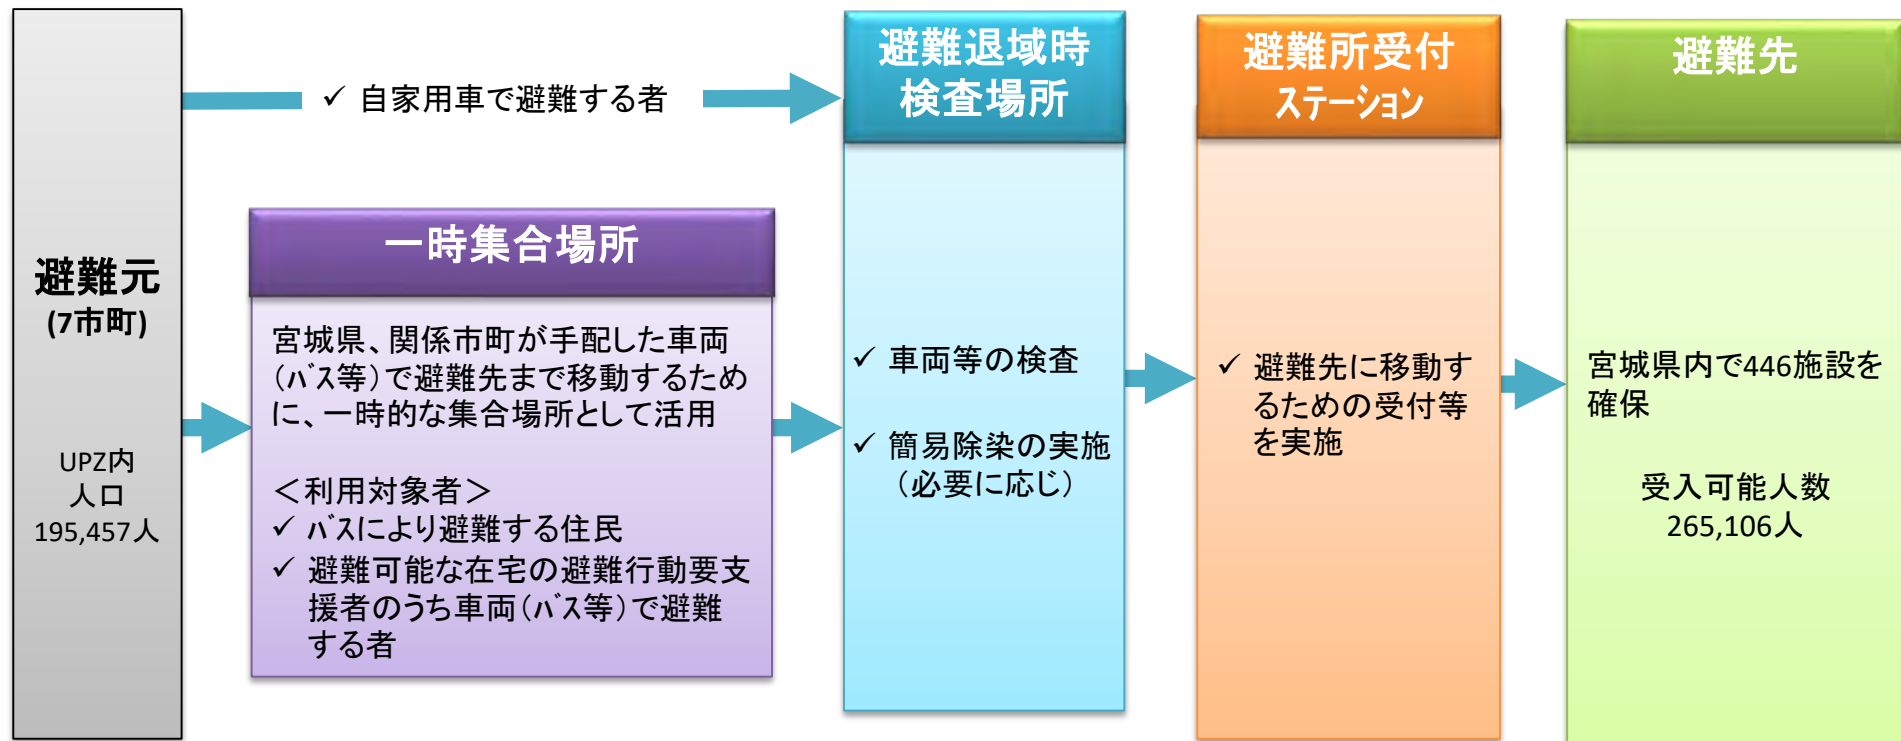 避難元
(7市町)
UPZ内
人口
195,457人
✓ 自家用車で避難する者
一時集合場所
宮城県、関係市町が手配した車両
（バス等）で避難先まで移動するため
に、一時的な集合場所として活用
＜利用対象者＞
✓ バスにより避難する住民
✓ 避難可能な在宅の避難行動要支
援者のうち車両（バス等）で避難
する者
避難退域時
検査場所
✓ 車両等の検査
✓ 簡易除染の実施
（必要に応じ）
避難所受付
ステーション
✓ 避難先に移動す
るための受付等
を実施
避難先
宮城県内で446施設を
確保
受入可能人数
265,106人